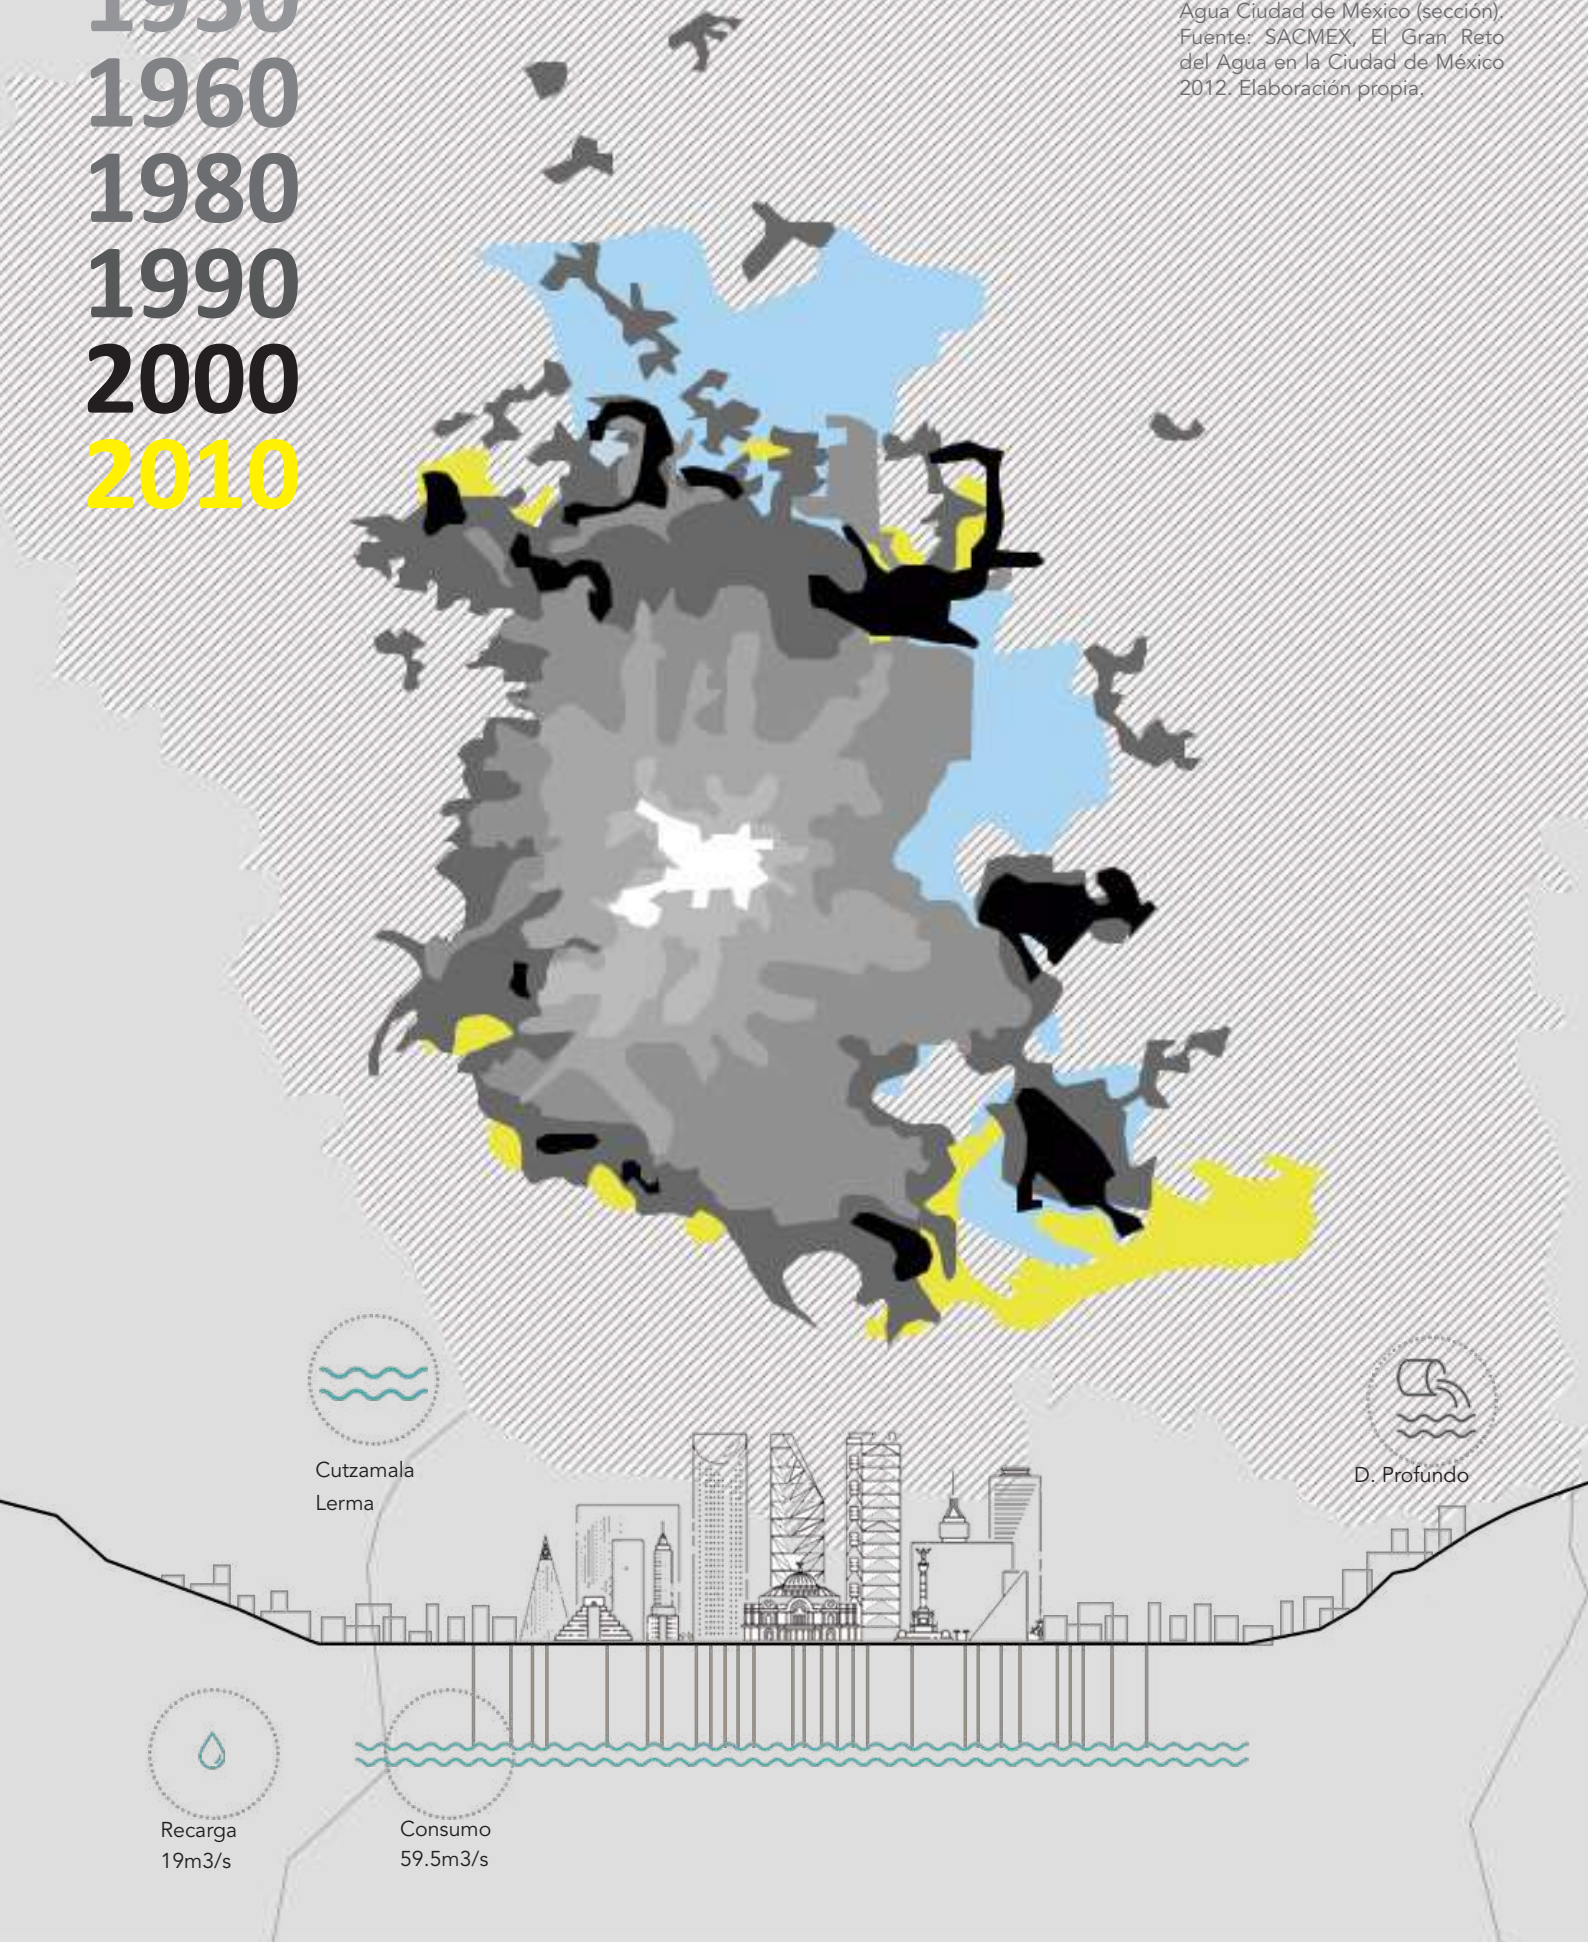 1950
1960
1980
1990
2000
2010
Agua Ciudad de México (sección).
Fuente: SACMEX, El Gran Reto
del Agua en la Ciudad de México
2012. Elaboración propia.
Cutzamala
Lerma
D. Profundo
Recarga
19m3/s
Consumo
59.5m3/s